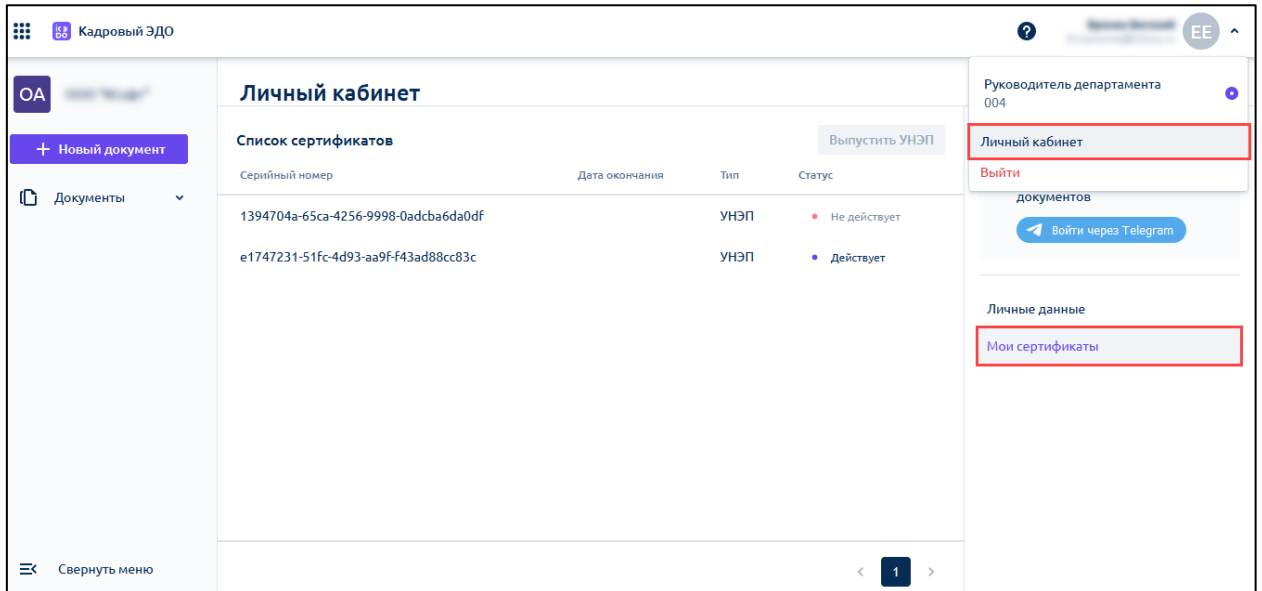 Кадровый ЭДО
?
ЕЕ
ОА
+ Новый документ
Документы
Свернуть меню
Личный кабинет
Список сертификатов
Выпустить УНЭП
Серийный номер Дата окончания Тип Статус
1394704a-65ca-4256-9998-0adcba6da0df УНЭП Не действует
e1747231-51fc-4d93-aa9f-f43ad88cc83c УНЭП Действует
< 1 >
Руководитель департамента
004
Личный кабинет
Выйти
документов
Войти через Telegram
Личные данные
Мои сертификаты